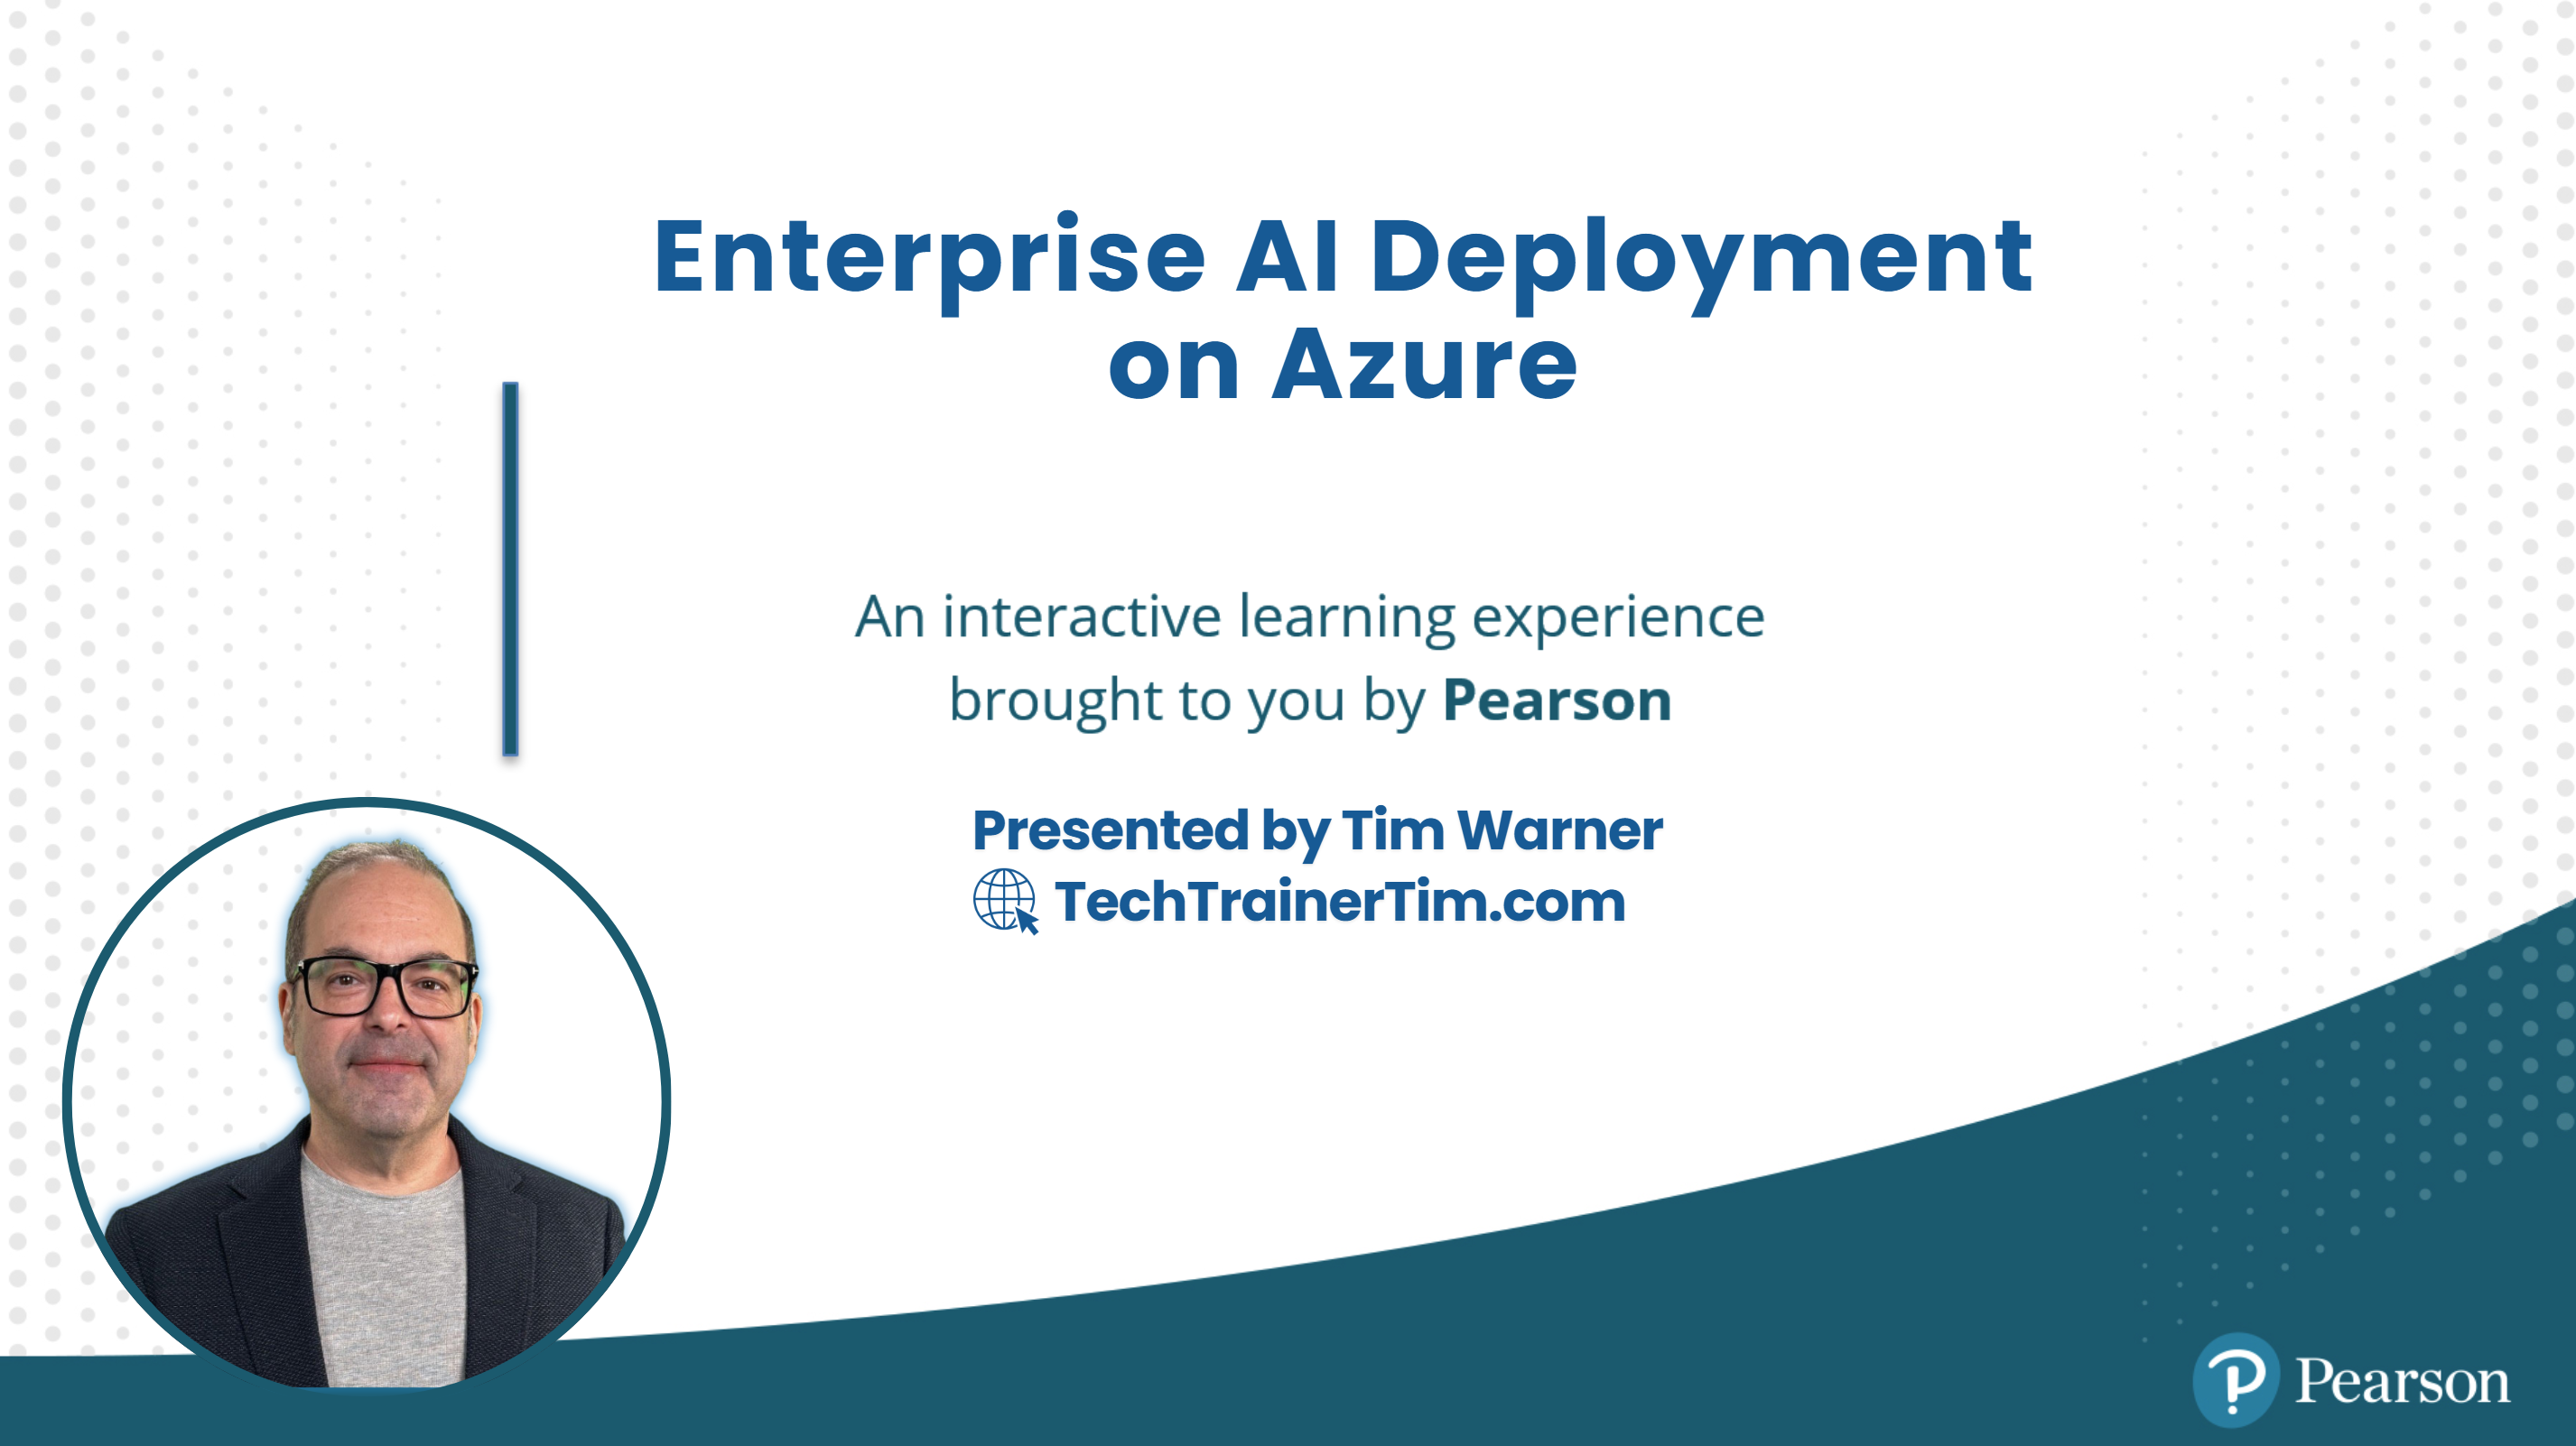 Enterprise AI Deployment
on Azure
An interactive learning experience
brought to you by Pearson
Presented by Tim Warner
TechTrainerTim.com
Pearson